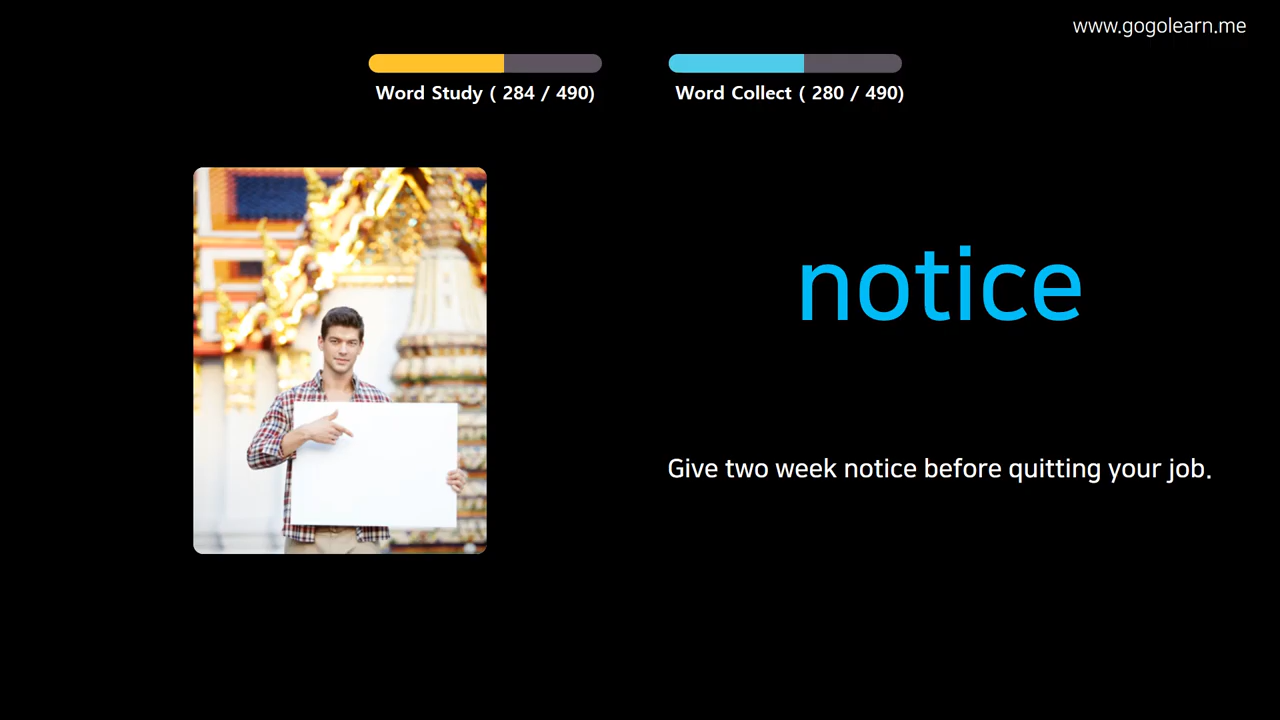 www.gogolearn.me
Word Study ( 284 / 490)
Word Collect ( 280 / 490)
notice
Give two week notice before quitting your job.